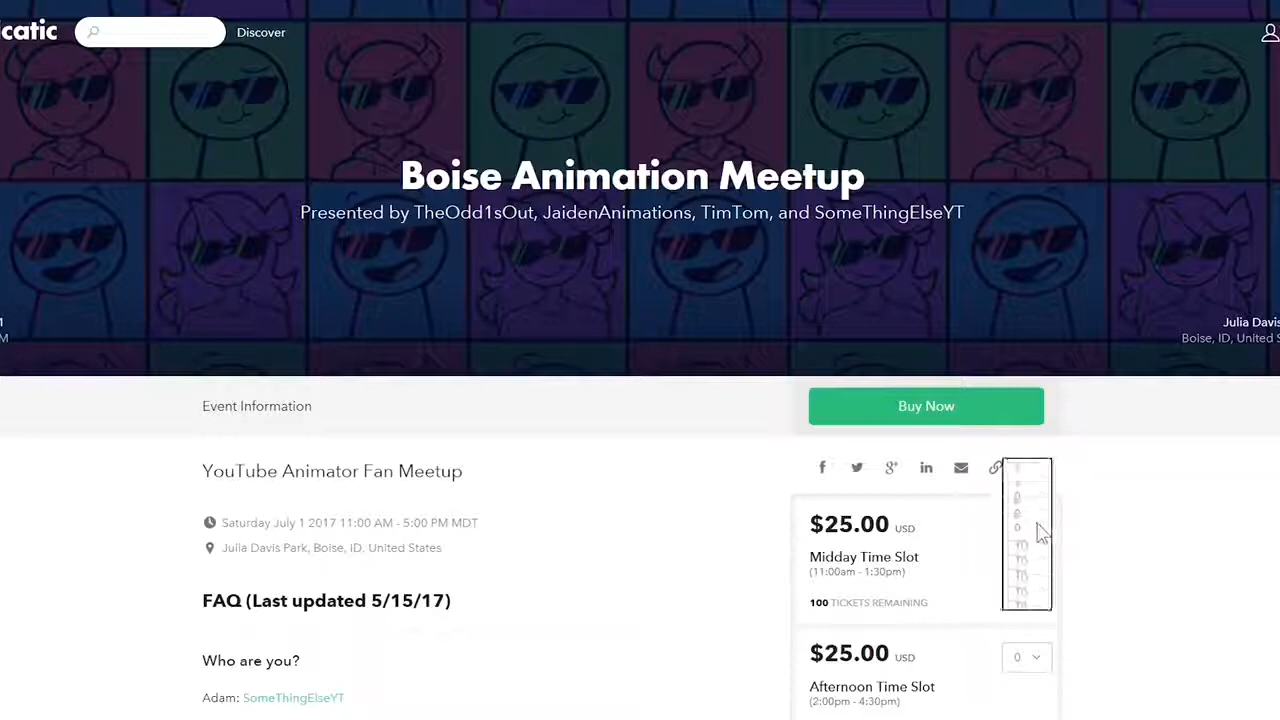 catic
Discover
Boise Animation Meetup
Presented by TheOdd1sOut, JaidenAnimations, TimTom, and SomeThingElseYT
Julia Davis
M
Boise, ID, United S
Event Information
Buy Now
YouTube Animator Fan Meetup
Saturday July 1 2017 11:00 AM - 5:00 PM MDT
Julia Davis Park, Boise, ID, United States
FAQ (Last updated 5/15/17)
Who are you?
Adam: SomeThingElseYT
f g+ in
$25.00 USD
Midday Time Slot
(11:00am - 1:30pm)
100 TICKETS REMAINING
$25.00 USD
0
Afternoon Time Slot
(2:00pm - 4:30pm)